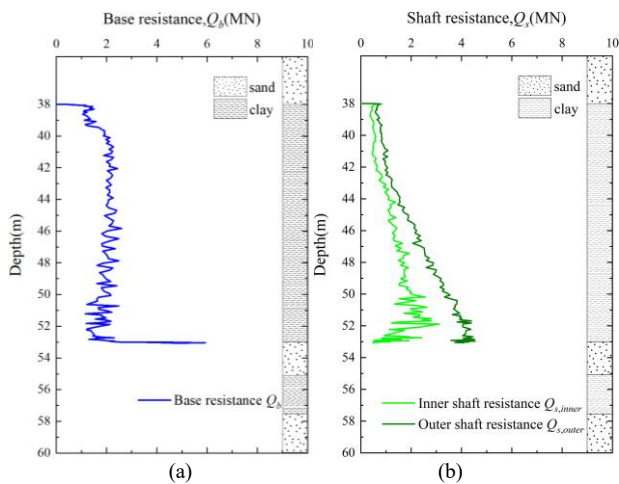 Base resistance,Qb(MN)
0 2 4 6 8 10
sand
clay
38
40
42
44
46
48
50
52
54
56
58
60
Depth(m)
Base resistance Qb
(a)
Shaft resistance,Qs(MN)
0 2 4 6 8 10
sand
clay
38
40
42
44
46
48
50
52
54
56
58
60
Depth(m)
Inner shaft resistance Qs,inner
Outer shaft resistance Qs,outer
(b)